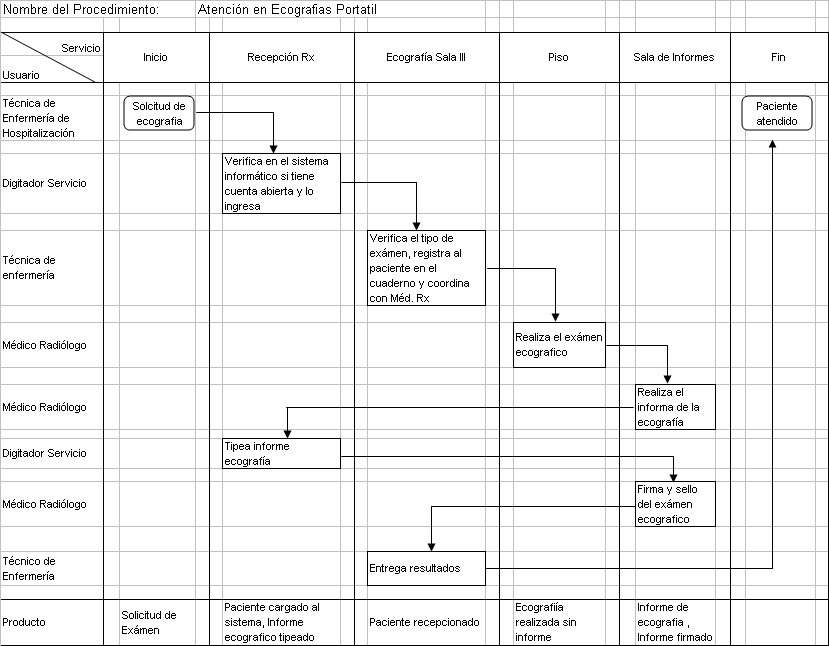 Nombre del Procedimiento: Atención en Ecografias Portatil
Servicio
Usuario
Inicio
Recepción Rx
Ecografía Sala III
Piso
Sala de Informes
Fin
Técnica de
Enfermería de
Hospitalización
Solcitud de
ecografia
Paciente
atendido
Digitador Servicio
Verifica en el sistema
informático si tiene
cuenta abierta y lo
ingresa
Técnica de
enfermería
Verifica el tipo de
exámen, registra al
paciente en el
cuaderno y coordina
con Méd. Rx
Médico Radiólogo
Realiza el exámen
ecografico
Médico Radiólogo
Realiza el
informa de la
ecografía
Digitador Servicio
Tipea informe
ecografía
Médico Radiólogo
Firma y sello
del exámen
ecografico
Técnico de
Enfermería
Entrega resultados
Producto
Solicitud de
Exámen
Paciente cargado al
sistema, Informe
ecografico tipeado
Paciente recepcionado
Ecografiía
realizada sin
informe
Informe de
ecografia ,
Informe firmado